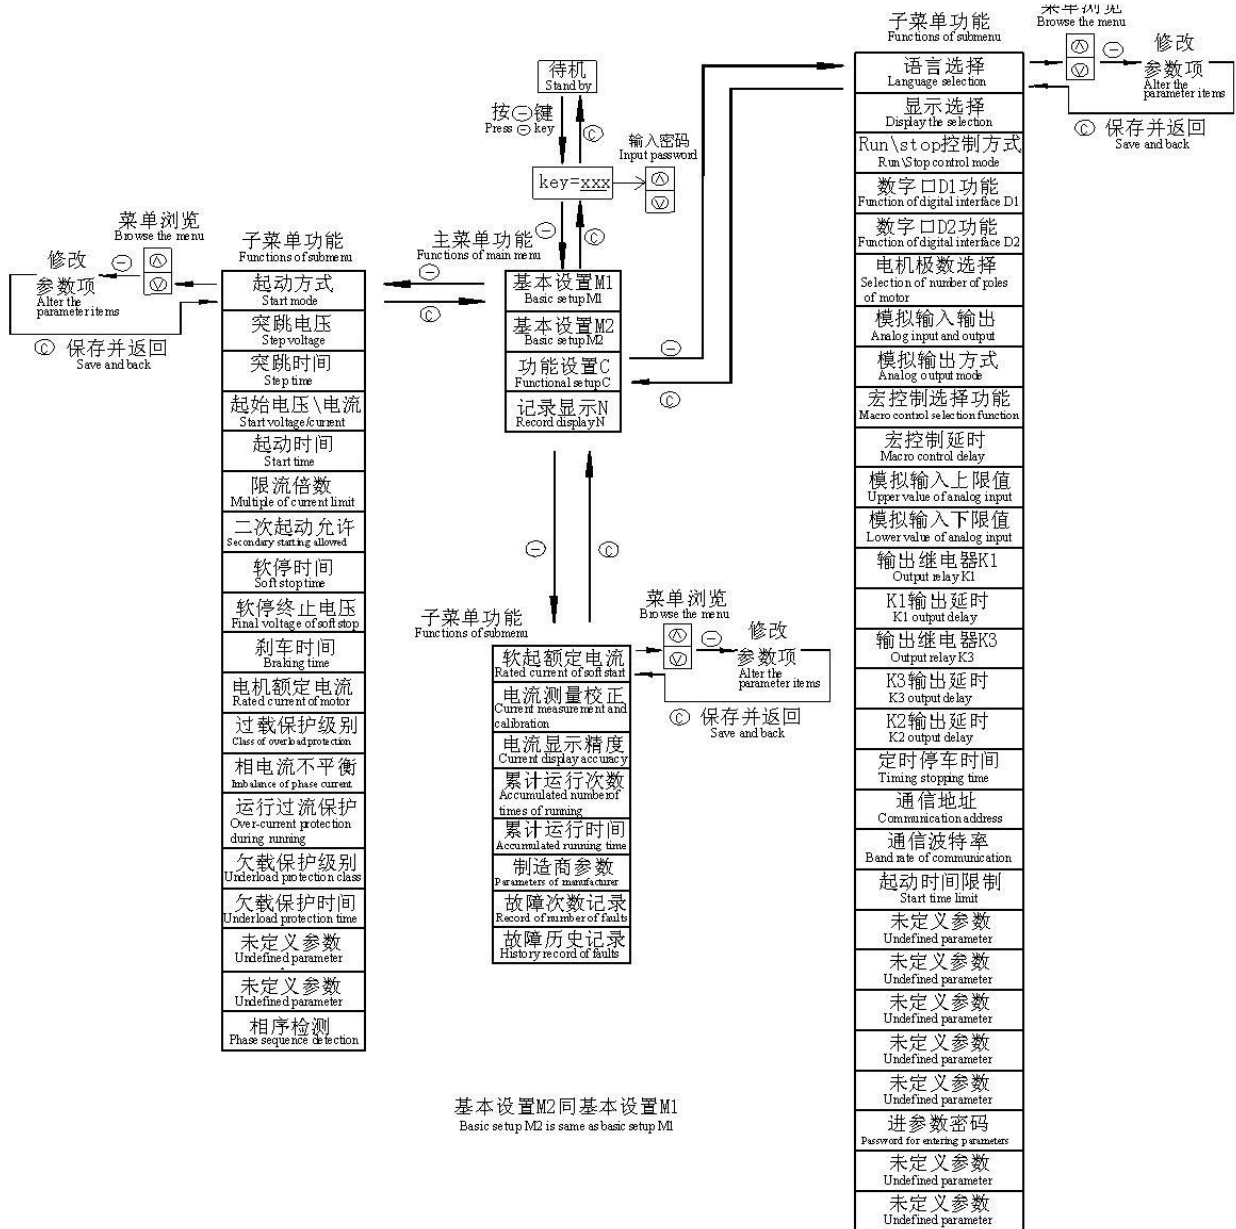 待机
Stand by
按㊀键
Press ㊀ key
Ⓒ
输入密码
Input password
key=xxx
㊀
Ⓒ
主菜单功能
Functions of main menu
基本设置M1
Basic setup M1
基本设置M2
Basic setup M2
功能设置C
Functional setup C
记录显示N
Record display N
㊀
Ⓒ
㊀
Ⓒ
㊀
Ⓒ
菜单浏览
Browse the menu
㊀
修改
参数项
Alter the
parameter items
Ⓒ 保存并返回
Save and back
子菜单功能
Functions of submenu
起动方式
Start mode
突跳电压
Step voltage
突跳时间
Step time
起始电压\电流
Start voltage/current
起动时间
Start time
限流倍数
Multiple of current limit
二次起动允许
Secondary starting allowed
软停时间
Soft stop time
软停终止电压
Final voltage of soft stop
刹车时间
Braking time
电机额定电流
Rated current of motor
过载保护级别
Class of overload protection
相电流不平衡
Imbalance of phase current
运行过流保护
Over-current protection
during running
欠载保护级别
Underload protection class
欠载保护时间
Underload protection time
未定义参数
Undefined parameter
未定义参数
Undefined parameter
相序检测
Phase sequence detection
子菜单功能
Functions of submenu
菜单浏览
Browse the menu
㊀
修改
参数项
Alter the
parameter items
Ⓒ 保存并返回
Save and back
软起额定电流
Rated current of soft start
电流测量校正
Current measurement and
calibration
电流显示精度
Current display accuracy
累计运行次数
Accumulated number of
times of running
累计运行时间
Accumulated running time
制造商参数
Parameters of manufacturer
故障次数记录
Record of number of faults
故障历史记录
History record of faults
基本设置M2同基本设置M1
Basic setup M2 is same as basic setup M1
子菜单功能
Functions of submenu
菜单浏览
Browse the menu
㊀
修改
参数项
Alter the
parameter items
Ⓒ 保存并返回
Save and back
语言选择
Language selection
显示选择
Display the selection
Run\stop控制方式
Run\Stop control mode
数字口D1功能
Function of digital interface D1
数字口D2功能
Function of digital interface D2
电机极数选择
Selection of number of poles
of motor
模拟输入输出
Analog input and output
模拟输出方式
Analog output mode
宏控制选择功能
Macro control selection function
宏控制延时
Macro control delay
模拟输入上限值
Upper value of analog input
模拟输入下限值
Lower value of analog input
输出继电器K1
Output relay K1
K1输出延时
K1 output delay
输出继电器K3
Output relay K3
K3输出延时
K3 output delay
K2输出延时
K2 output delay
定时停车时间
Timing stopping time
通信地址
Communication address
通信波特率
Band rate of communication
起动时间限制
Start time limit
未定义参数
Undefined parameter
未定义参数
Undefined parameter
未定义参数
Undefined parameter
未定义参数
Undefined parameter
未定义参数
Undefined parameter
进参数密码
Password for entering parameters
未定义参数
Undefined parameter
未定义参数
Undefined parameter